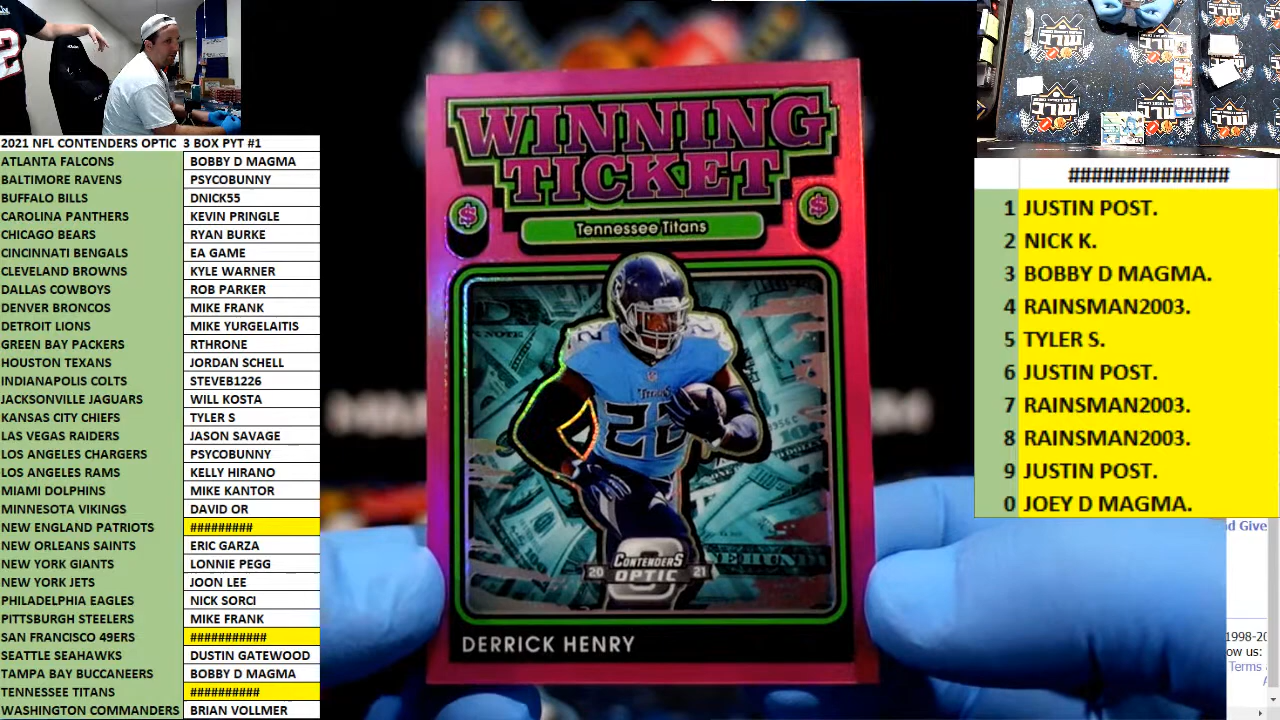 2021 NFL CONTENDERS OPTIC 3 BOX PYT #1
ATLANTA FALCONS BOBBY D MAGMA
BALTIMORE RAVENS PSYCOBUNNY
BUFFALO BILLS DNICK55
CAROLINA PANTHERS KEVIN PRINGLE
CHICAGO BEARS RYAN BURKE
CINCINNATI BENGALS EA GAME
CLEVELAND BROWNS KYLE WARNER
DALLAS COWBOYS ROB PARKER
DENVER BRONCOS MIKE FRANK
DETROIT LIONS MIKE YURGELAITIS
GREEN BAY PACKERS RTHRONE
HOUSTON TEXANS JORDAN SCHELL
INDIANAPOLIS COLTS STEVEB1226
JACKSONVILLE JAGUARS WILL KOSTA
KANSAS CITY CHIEFS TYLER S
LAS VEGAS RAIDERS JASON SAVAGE
LOS ANGELES CHARGERS PSYCOBUNNY
LOS ANGELES RAMS KELLY HIRANO
MIAMI DOLPHINS MIKE KANTOR
MINNESOTA VIKINGS DAVID OR
NEW ENGLAND PATRIOTS #########
NEW ORLEANS SAINTS ERIC GARZA
NEW YORK GIANTS LONNIE PEGG
NEW YORK JETS JOON LEE
PHILADELPHIA EAGLES NICK SORCI
PITTSBURGH STEELERS MIKE FRANK
SAN FRANCISCO 49ERS ###########
SEATTLE SEAHAWKS DUSTIN GATEWOOD
TAMPA BAY BUCCANEERS BOBBY D MAGMA
TENNESSEE TITANS ##########
WASHINGTON COMMANDERS BRIAN VOLLMER
WINNING
TICKET
$ $
Tennessee Titans
TITANS
22
CONTENDERS
20 OPTIC 21
DERRICK HENRY
##############
1 JUSTIN POST.
2 NICK K.
3 BOBBY D MAGMA.
4 RAINSMAN2003.
5 TYLER S.
6 JUSTIN POST.
7 RAINSMAN2003.
8 RAINSMAN2003.
9 JUSTIN POST.
0 JOEY D MAGMA.
nd Give
1998-20
ow us:
Terms